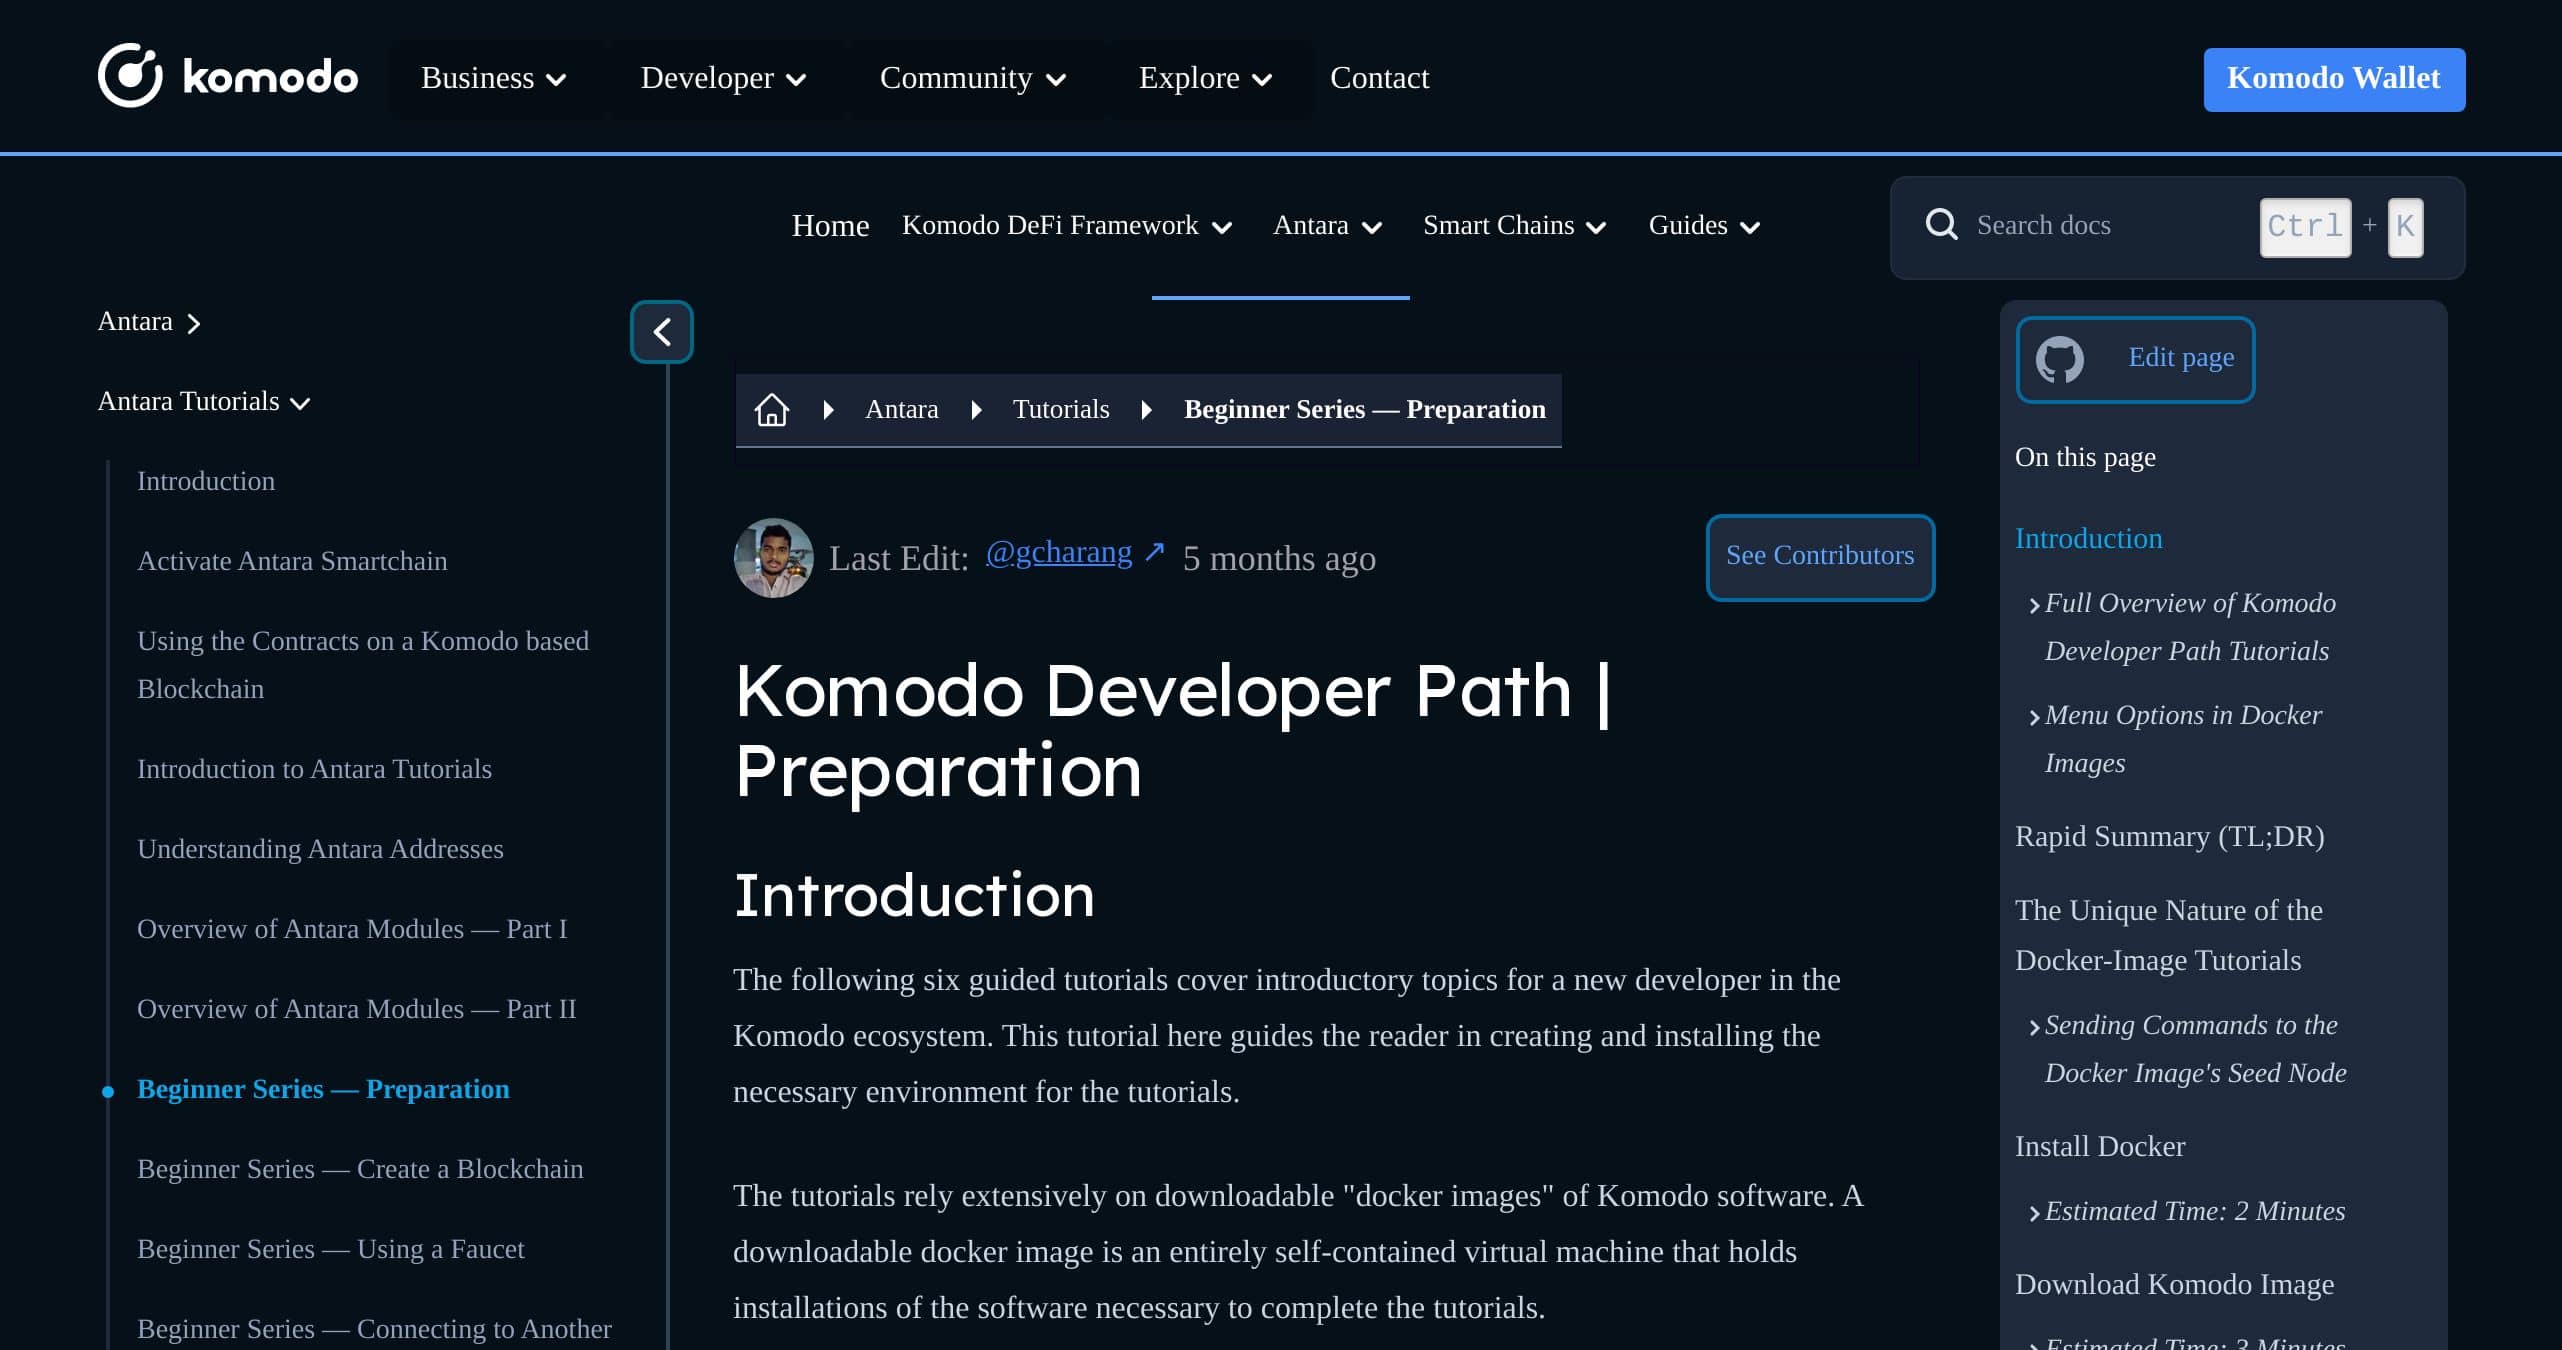 komodo
Business
Developer
Community
Explore
Contact
Komodo Wallet
Home
Komodo DeFi Framework
Antara
Smart Chains
Guides
Search docs
Ctrl + K
Antara
Antara Tutorials
Introduction
Activate Antara Smartchain
Using the Contracts on a Komodo based
Blockchain
Introduction to Antara Tutorials
Understanding Antara Addresses
Overview of Antara Modules — Part I
Overview of Antara Modules — Part II
Beginner Series — Preparation
Beginner Series — Create a Blockchain
Beginner Series — Using a Faucet
Beginner Series — Connecting to Another
Antara
Tutorials
Beginner Series — Preparation
Last Edit: @gcharang ↗ 5 months ago
See Contributors
Komodo Developer Path |
Preparation
Introduction
The following six guided tutorials cover introductory topics for a new developer in the
Komodo ecosystem. This tutorial here guides the reader in creating and installing the
necessary environment for the tutorials.
The tutorials rely extensively on downloadable "docker images" of Komodo software. A
downloadable docker image is an entirely self-contained virtual machine that holds
installations of the software necessary to complete the tutorials.
Edit page
On this page
Introduction
Full Overview of Komodo
Developer Path Tutorials
Menu Options in Docker
Images
Rapid Summary (TL;DR)
The Unique Nature of the
Docker-Image Tutorials
Sending Commands to the
Docker Image's Seed Node
Install Docker
Estimated Time: 2 Minutes
Download Komodo Image
Estimated Time: 3 Minutes